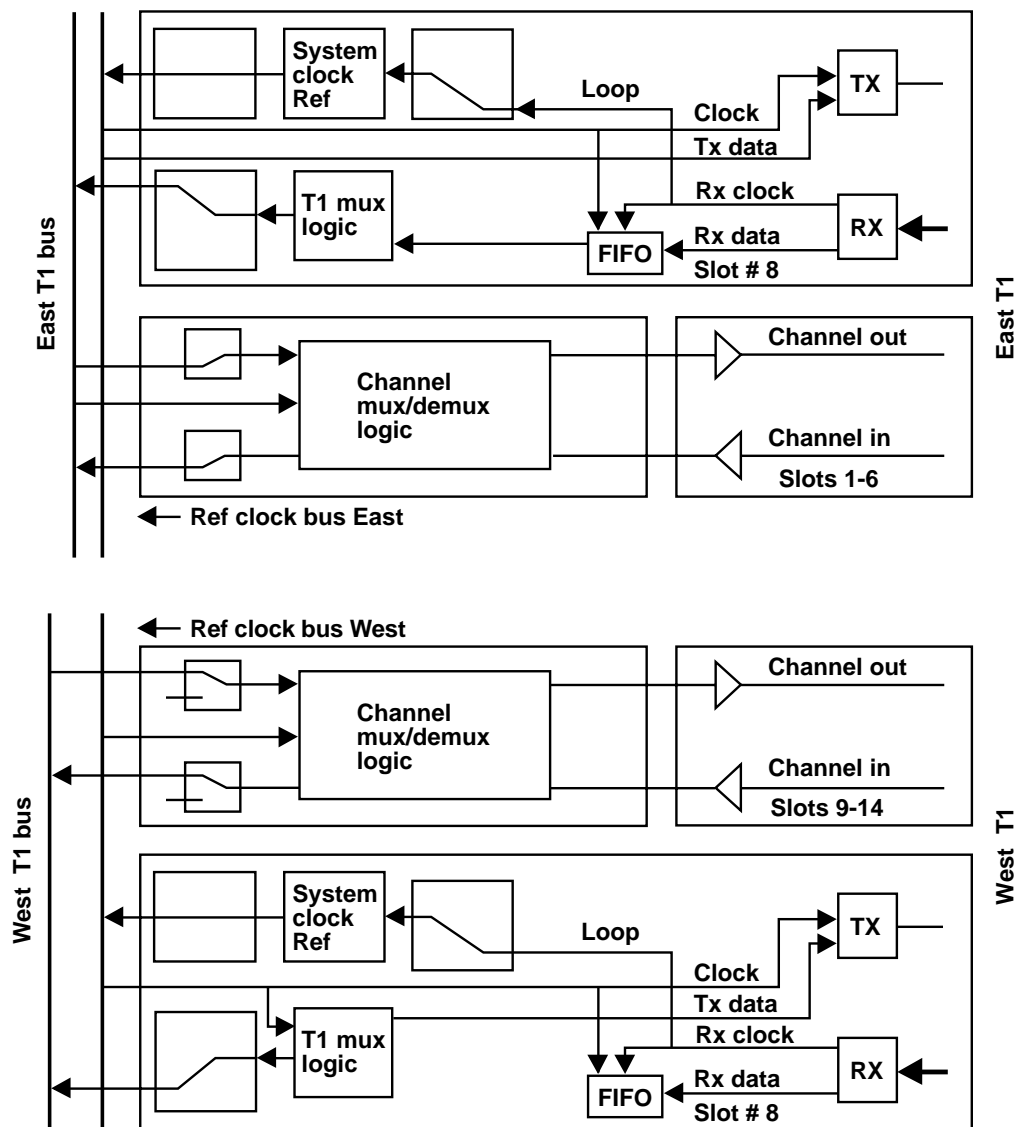 System
clock
Ref
Loop
Clock
TX
Tx data
T1 mux
logic
Rx clock
FIFO
Rx data
RX
Slot # 8
East T1 bus
East T1
Channel
mux/demux
logic
Channel out
Channel in
Slots 1-6
Ref clock bus East
Ref clock bus West
Channel
mux/demux
logic
Channel out
Channel in
Slots 9-14
West T1 bus
West T1
System
clock
Ref
Loop
Clock
TX
Tx data
T1 mux
logic
Rx clock
FIFO
Rx data
RX
Slot # 8